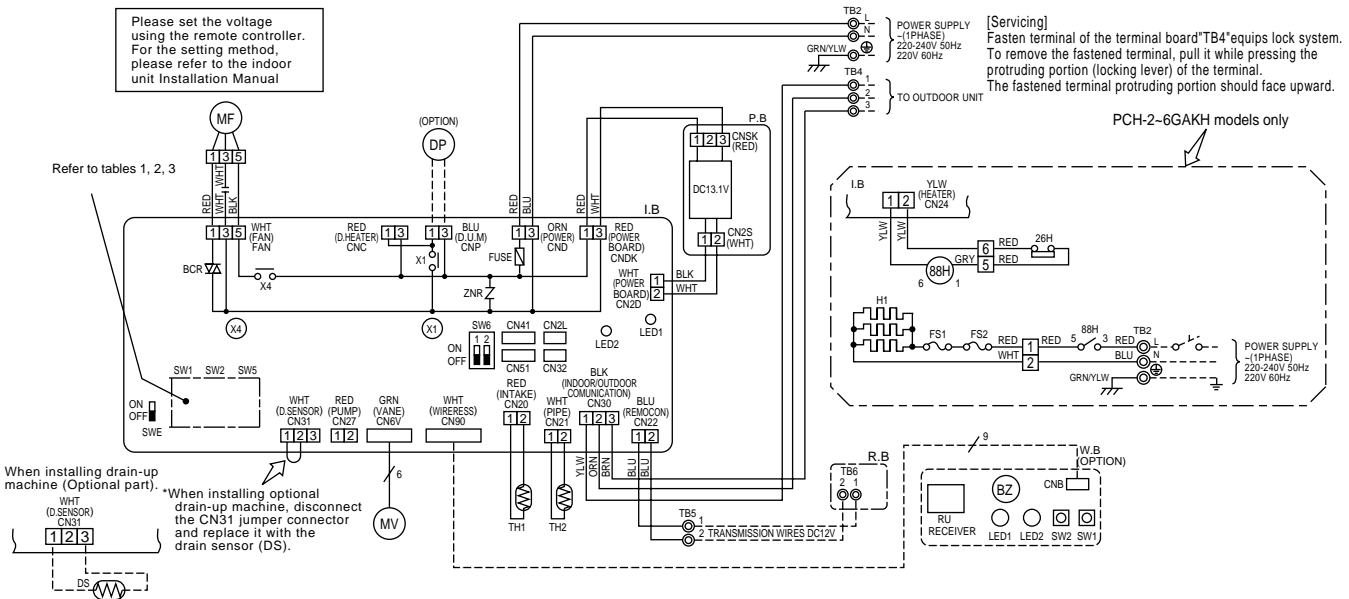 Please set the voltage
using the remote controller.
For the setting method,
please refer to the indoor
unit Installation Manual
TB2
L
N
GRN/YLW
POWER SUPPLY
~(1PHASE)
220-240V 50Hz
220V 60Hz
TB4
1
2
3
TO OUTDOOR UNIT
[Servicing]
Fasten terminal of the terminal board"TB4"equips lock system.
To remove the fastened terminal, pull it while pressing the
protruding portion (locking lever) of the terminal.
The fastened terminal protruding portion should face upward.
PCH-2~6GAKH models only
MF
1 3 5
RED
WHT
WHT
BLK
Refer to tables 1, 2, 3
(OPTION)
DP
RED
BLU
RED
WHT
P.B
1 2 3
CNSK
(RED)
DC13.1V
1 2
CN2S
(WHT)
I.B
1 3 5
WHT
(FAN)
FAN
RED
(D.HEATER)
CNC
1 3
1 3
BLU
(D.U.M)
CNP
1 3
ORN
(POWER)
CND
1 3
RED
(POWER
BOARD)
CNDK
BCR
X4
X1
FUSE
ZNR
WHT
(POWER
BOARD)
CN2D
1
2
BLK
WHT
X4
X1
SW6
1 2
ON
OFF
CN41
CN51
CN2L
CN32
LED2
LED1
SW1 SW2 SW5
ON
OFF
SWE
WHT
(D.SENSOR)
CN31
1 2 3
RED
(PUMP)
CN27
1 2
GRN
(VANE)
CN6V
WHT
(WIRERESS)
CN90
RED
(INTAKE)
CN20
1 2
WHT
(PIPE)
CN21
1 2
BLK
(INDOOR/OUTDOOR
COMUNICATION)
CN30
1 2 3
BLU
(REMOCON)
CN22
1 2
YLW
ORN
BRN
BLU
BLU
6
MV
TH1
TH2
TB5
1
2 TRANSMISSION WIRES DC12V
R.B
TB6
2 1
9
W.B
(OPTION)
CNB
BZ
RU
RECEIVER
LED1 LED2 SW2 SW1
When installing drain-up
machine (Optional part).
WHT
(D.SENSOR)
CN31
1 2 3
DS
*When installing optional
drain-up machine, disconnect
the CN31 jumper connector
and replace it with the
drain sensor (DS).
I.B
YLW
(HEATER)
CN24
1 2
YLW
YLW
88H
6 1
GRY
6
5
RED
RED
26H
H1
FS1 FS2 RED
WHT
1
2
RED
88H
5 3
RED
BLU
TB2
L
N
GRN/YLW
POWER SUPPLY
~(1PHASE)
220-240V 50Hz
220V 60Hz